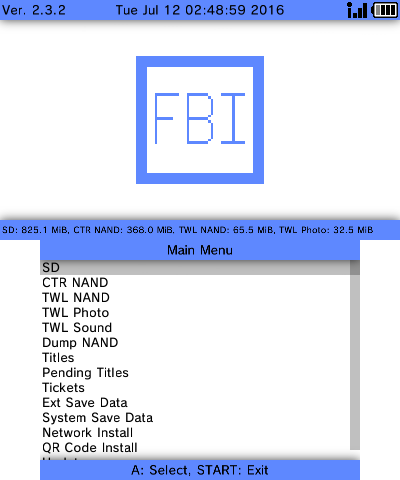 Ver. 2.3.2 Tue Jul 12 02:48:59 2016
FBI
SD: 825.1 MiB, CTR NAND: 368.0 MiB, TWL NAND: 65.5 MiB, TWL Photo: 32.5 MiB
Main Menu
SD
CTR NAND
TWL NAND
TWL Photo
TWL Sound
Dump NAND
Titles
Pending Titles
Tickets
Ext Save Data
System Save Data
Network Install
QR Code Install
A: Select, START: Exit